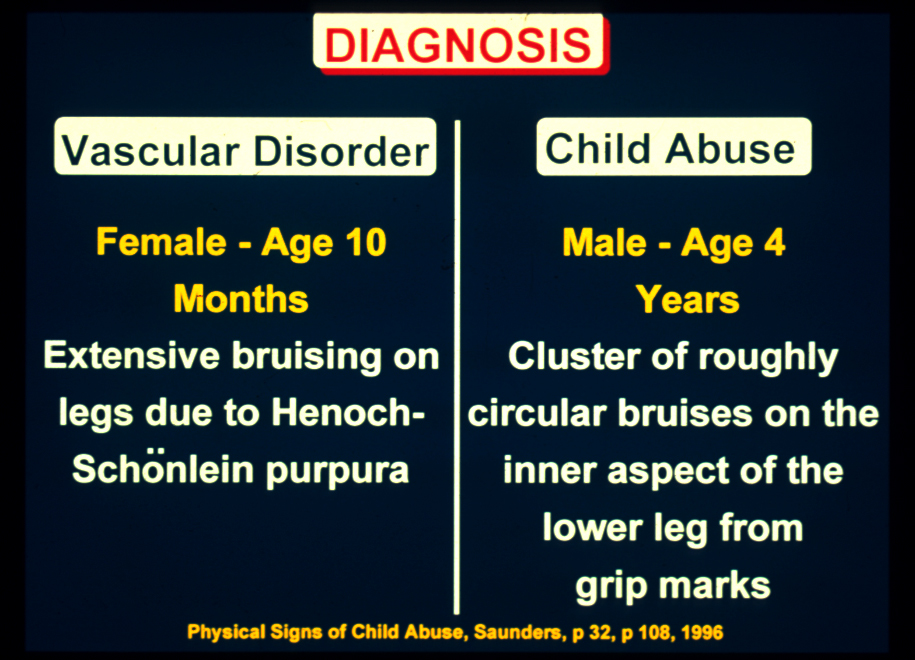 DIAGNOSIS
Vascular Disorder
Female - Age 10
Months
Extensive bruising on
legs due to Henoch-
Schönlein purpura
Child Abuse
Male - Age 4
Years
Cluster of roughly
circular bruises on the
inner aspect of the
lower leg from
grip marks
Physical Signs of Child Abuse, Saunders, p 32, p 108, 1996